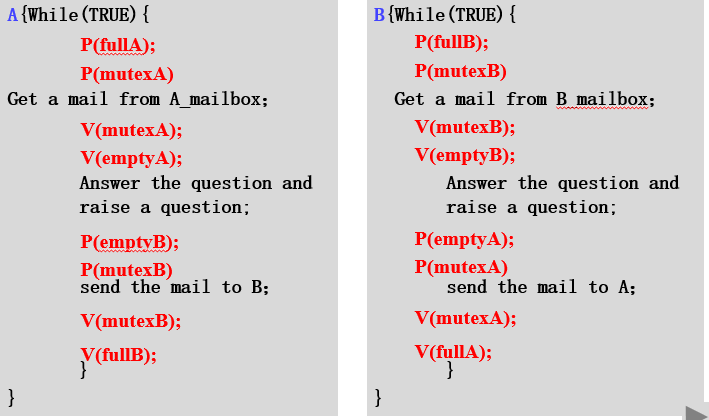 A{While(TRUE){
P(fullA);
P(mutexA)
Get a mail from A_mailbox;
V(mutexA);
V(emptyA);
Answer the question and
raise a question;
P(emptyB);
P(mutexB)
send the mail to B;
V(mutexB);
V(fullB);
}
}
B{While(TRUE){
P(fullB);
P(mutexB)
Get a mail from B_mailbox;
V(mutexB);
V(emptyB);
Answer the question and
raise a question;
P(emptyA);
P(mutexA)
send the mail to A;
V(mutexA);
V(fullA);
}
}